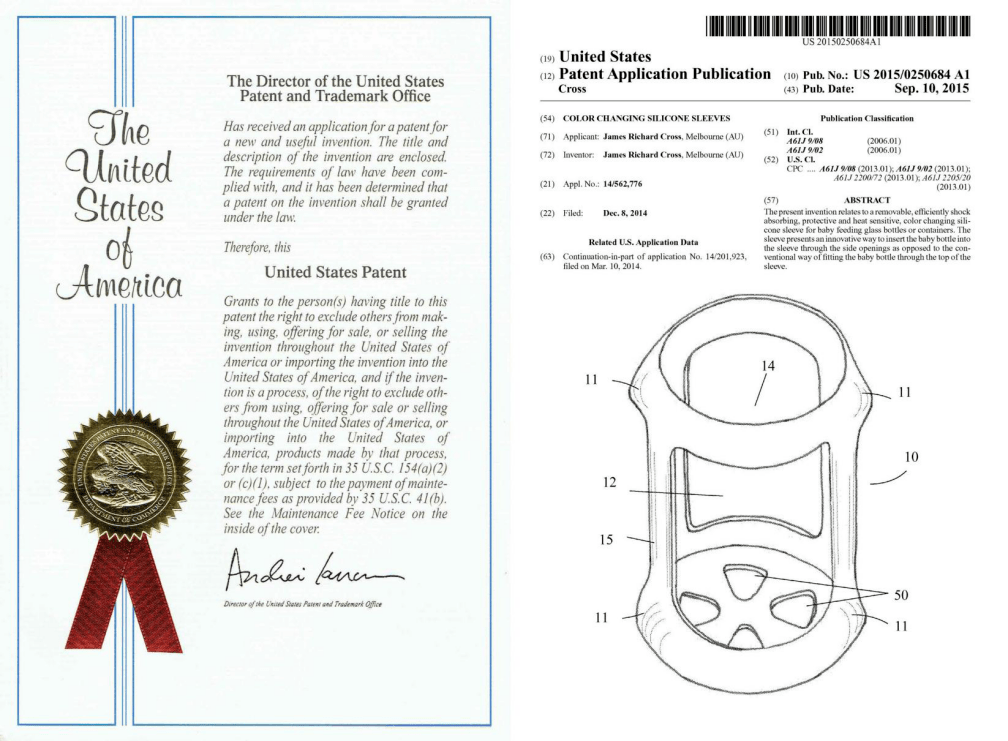 The
United
States
of
America
The Director of the United States
Patent and Trademark Office
Has received an application for a patent for
a new and useful invention. The title and
description of the invention are enclosed.
The requirements of law have been com-
plied with, and it has been determined that
a patent on the invention shall be granted
under the law.
Therefore, this
United States Patent
Grants to the person(s) having title to this
patent the right to exclude others from mak-
ing, using, offering for sale, or selling the
invention throughout the United States of
America or importing the invention into the
United States of America, and if the inven-
tion is a process, of the right to exclude oth-
ers from using, offering for sale or selling
throughout the United States of America, or
importing into the United States of
America, products made by that process,
for the term set forth in 35 U.S.C. 154(a)(2)
or (c)(1), subject to the payment of mainte-
nance fees as provided by 35 U.S.C. 41(b).
See the Maintenance Fee Notice on the
inside of the cover.
Director of the United States Patent and Trademark Office
UNITED STATES PATENT AND TRADEMARK OFFICE
DEPARTMENT OF COMMERCE
US 20150250684A1
(19) United States
(12) Patent Application Publication
Cross
(10) Pub. No.: US 2015/0250684 A1
(43) Pub. Date: Sep. 10, 2015
(54) COLOR CHANGING SILICONE SLEEVES
(71) Applicant: James Richard Cross, Melbourne (AU)
(72) Inventor: James Richard Cross, Melbourne (AU)
(21) Appl. No.: 14/562,776
(22) Filed: Dec. 8, 2014
Related U.S. Application Data
(63) Continuation-in-part of application No. 14/201,923,
filed on Mar. 10, 2014.
Publication Classification
(51) Int. Cl.
A61J 9/08 (2006.01)
A61J 9/02 (2006.01)
(52) U.S. Cl.
CPC .... A61J 9/08 (2013.01); A61J 9/02 (2013.01);
A61J 2200/72 (2013.01); A61J 2205/20
(2013.01)
(57) ABSTRACT
The present invention relates to a removable, efficiently shock
absorbing, protective and heat sensitive, color changing sili-
cone sleeve for baby feeding glass bottles or containers. The
sleeve presents an innovative way to insert the baby bottle into
the sleeve through the side openings as opposed to the con-
ventional way of fitting the baby bottle through the top of the
sleeve.
14
11
11
10
12
15
50
11
11